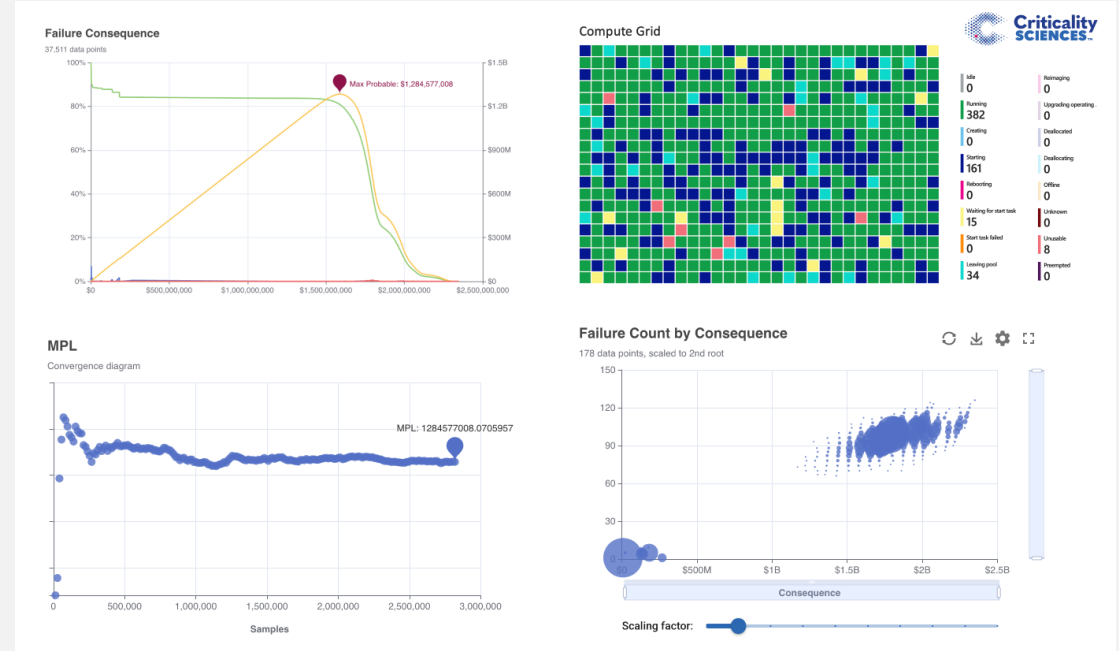 Failure Consequence
37,511 data points
100%
80%
60%
40%
20%
0%
$1.5B
$1.2B
$900M
$600M
$300M
$0
Max Probable: $1,284,577,008
$0
$500,000,000
$1,000,000,000
$1,500,000,000
$2,000,000,000
$2,500,000,000
Compute Grid
Criticality
SCIENCES™
Idle
0
Running
382
Creating
0
Starting
161
Rebooting
0
Waiting for start task
15
Start task failed
0
Leaving pool
34
Reimaging
0
Upgrading operating
0
Deallocated
0
Deallocating
0
Offline
0
Unknown
0
Unusable
8
Preempted
0
MPL
Convergence diagram
MPL: 1284577008.0705957
0
500,000
1,000,000
1,500,000
2,000,000
2,500,000
3,000,000
Samples
Failure Count by Consequence
178 data points, scaled to 2nd root
150
120
90
60
30
0
$0
$500M
$1B
$1.5B
$2B
$2.5B
Consequence
Scaling factor: